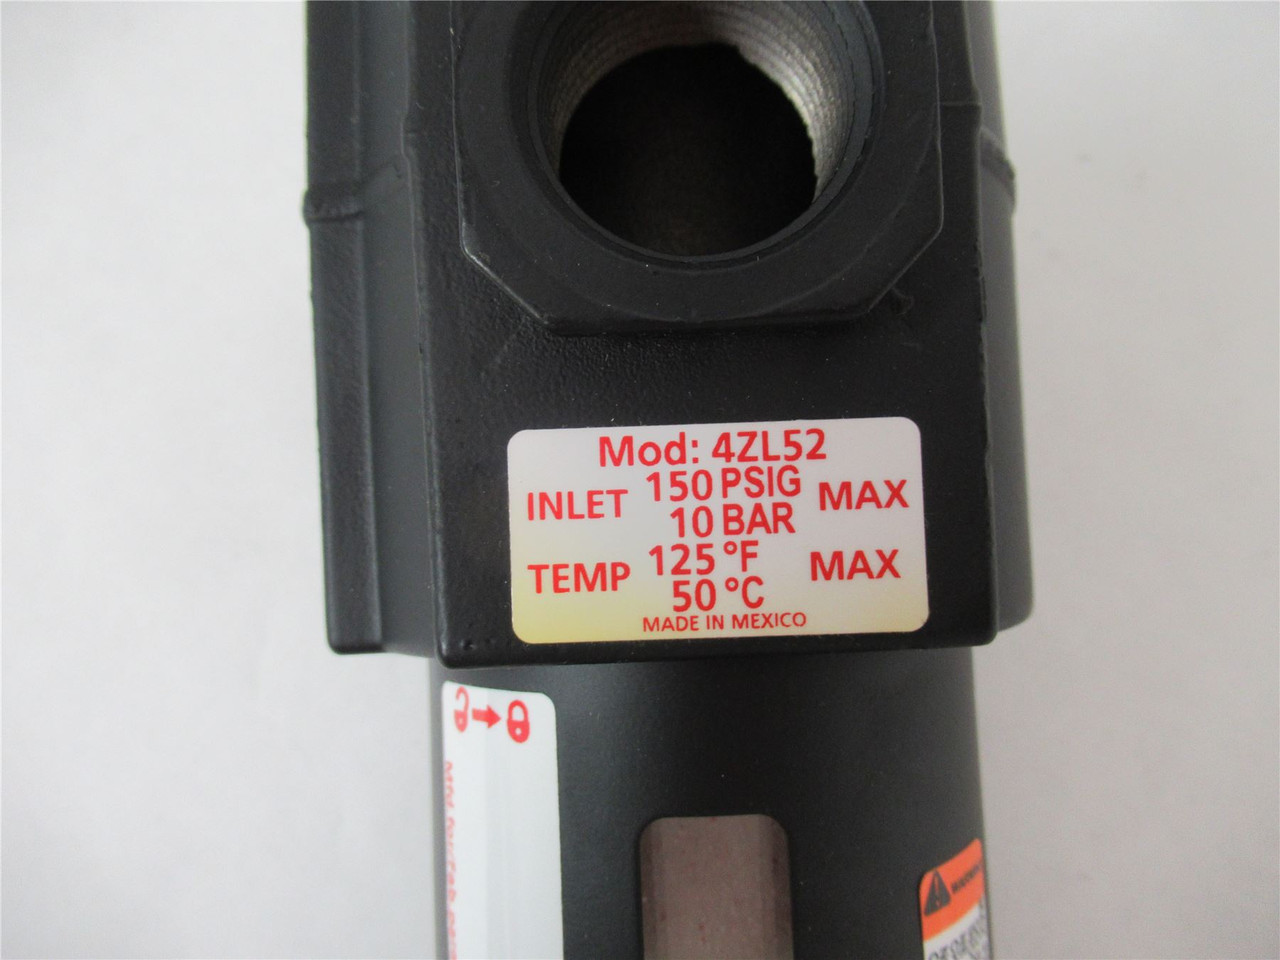 Mod: 4ZL52
INLET 150 PSIG MAX
10 BAR
TEMP 125 °F MAX
50 °C
MADE IN MEXICO